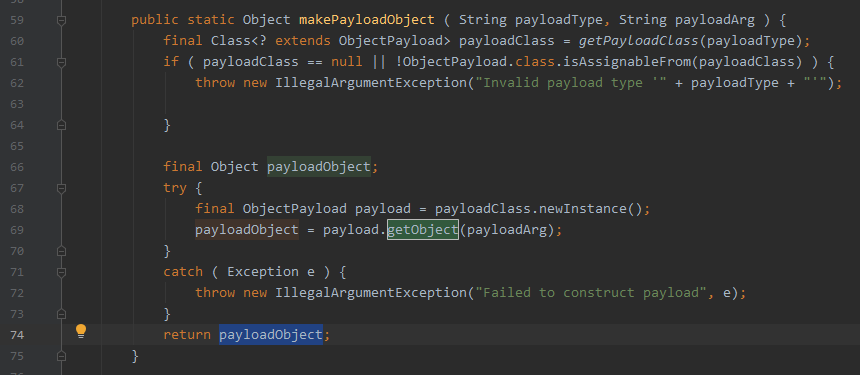 59 public static Object makePayloadObject ( String payloadType, String payloadArg ) {
60 final Class<? extends ObjectPayload> payloadClass = getPayloadClass(payloadType);
61 if ( payloadClass == null || !ObjectPayload.class.isAssignableFrom(payloadClass) ) {
62 throw new IllegalArgumentException("Invalid payload type '" + payloadType + "'");
63
64 }
65
66 final Object payloadObject;
67 try {
68 final ObjectPayload payload = payloadClass.newInstance();
69 payloadObject = payload.getObject(payloadArg);
70 }
71 catch ( Exception e ) {
72 throw new IllegalArgumentException("Failed to construct payload", e);
73 }
74 return payloadObject;
75 }